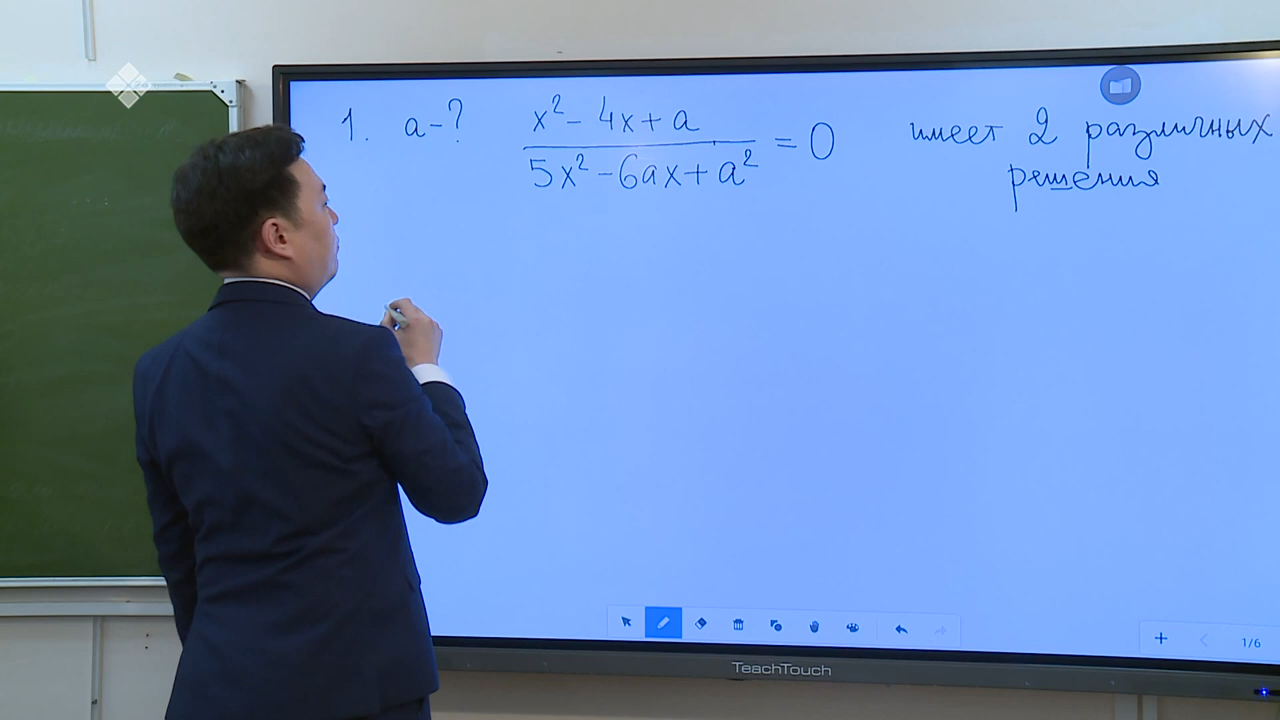 1. a-? x²-4x+a / 5x²-6ax+a² = 0 имеет 2 различных
решения
1/6
TeachTouch